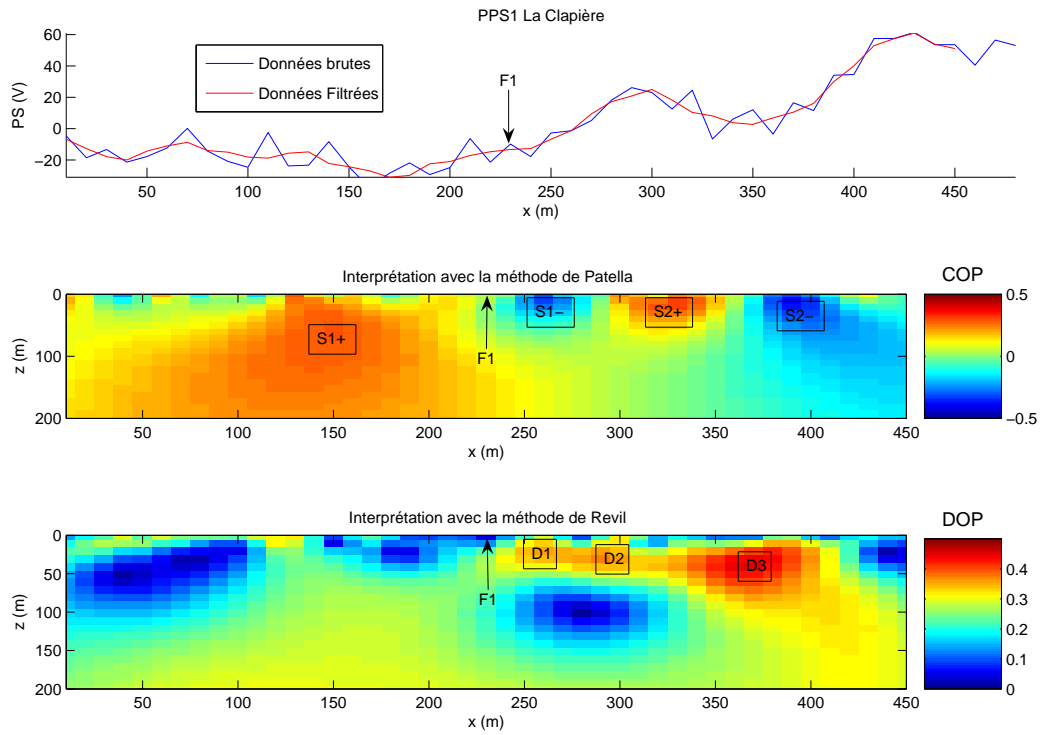 PPS1 La Clapière
60
40
20
0
−20
PS (V)
Données brutes
Données Filtrées
F1
50 100 150 200 250 300 350 400 450
x (m)
Interprétation avec la méthode de Patella
COP
0
100
200
z (m)
S1+
F1
S1−
S2+
S2−
0.5
0
−0.5
50 100 150 200 250 300 350 400 450
x (m)
Interprétation avec la méthode de Revil
DOP
0
50
100
150
200
z (m)
F1
D1
D2
D3
0.4
0.3
0.2
0.1
0
50 100 150 200 250 300 350 400 450
x (m)